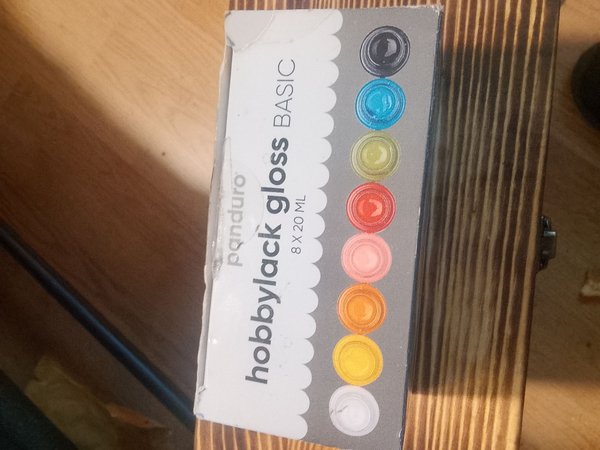 panduro
hobbylack gloss BASIC
8 X 20 ML